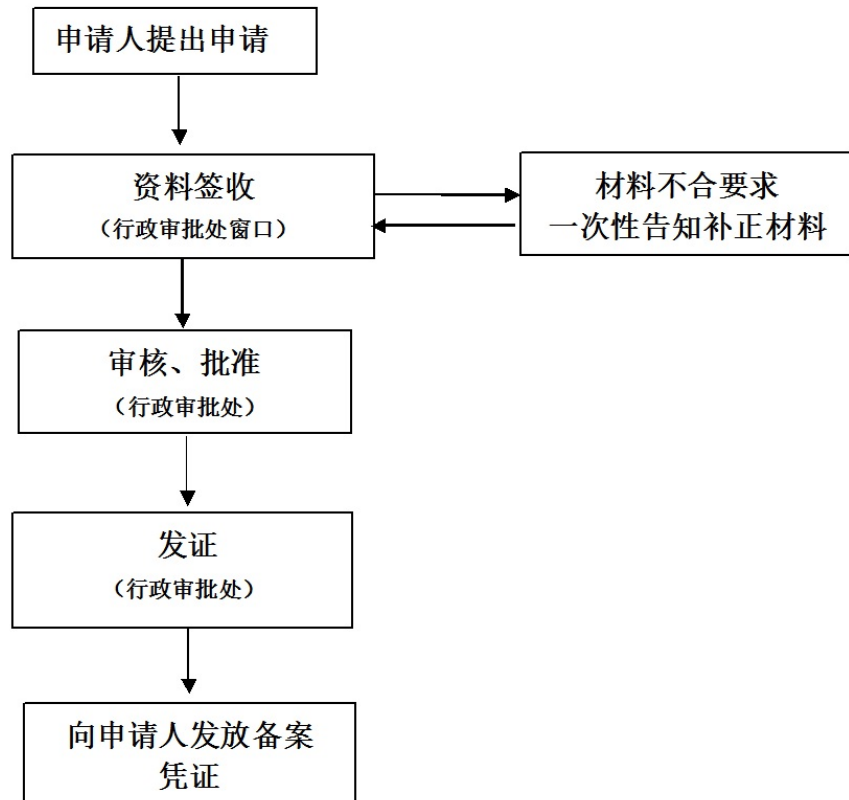 申请人提出申请
资料签收
（行政审批处窗口）
材料不合要求
一次性告知补正材料
审核、批准
（行政审批处）
发证
（行政审批处）
向申请人发放备案
凭证